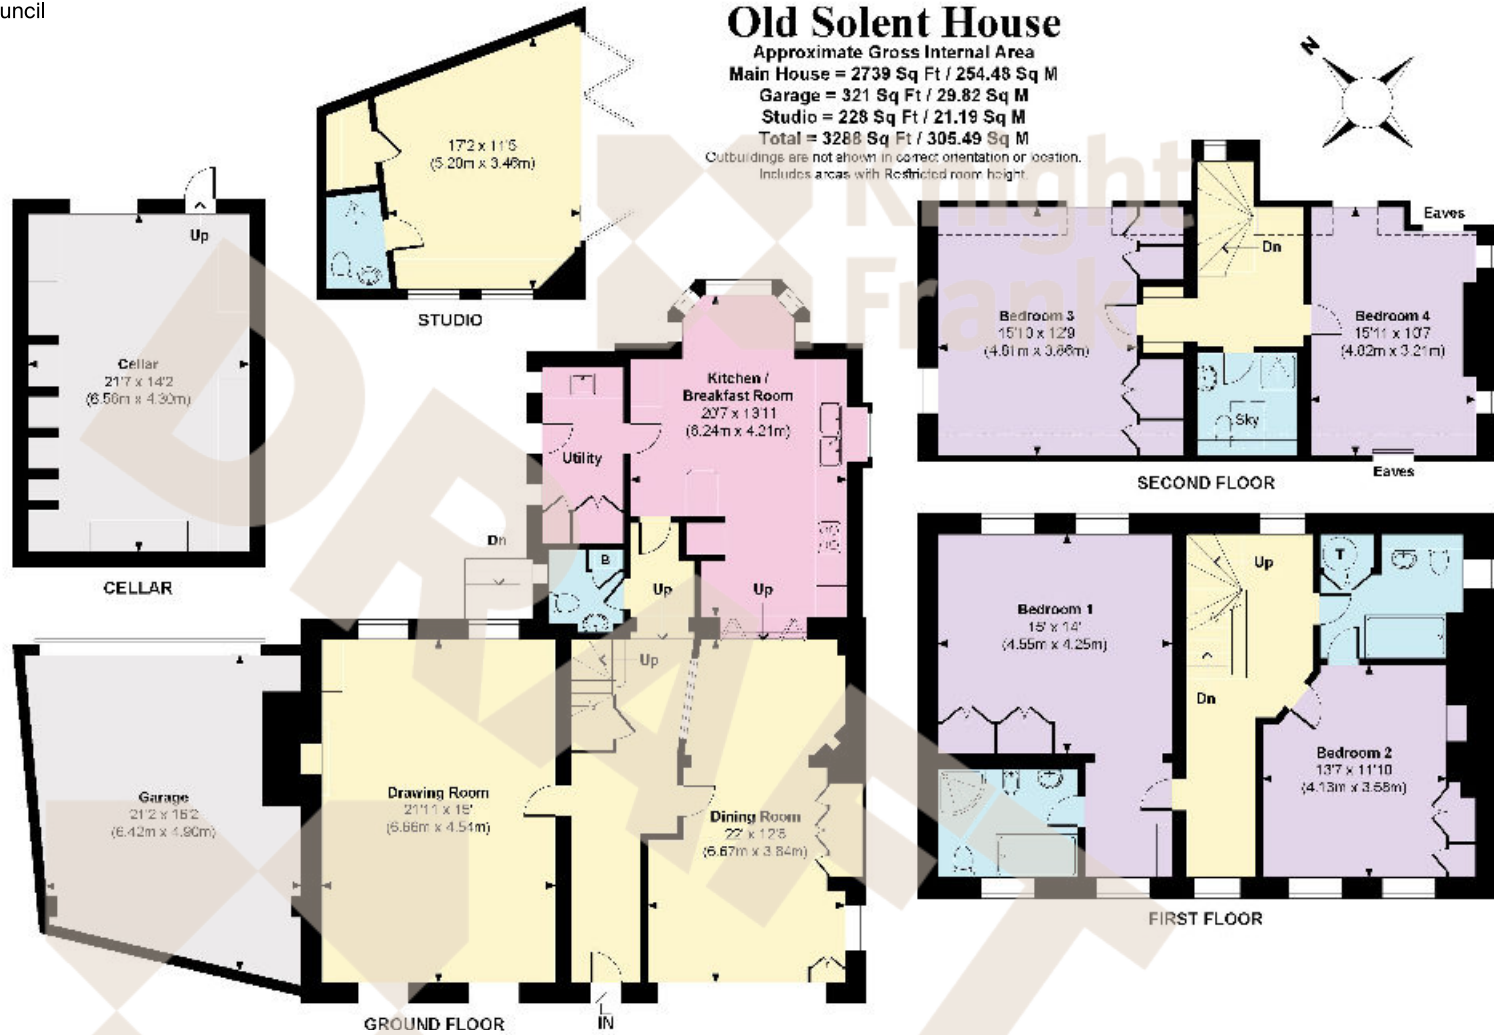 uncil
Old Solent House
Approximate Gross Internal Area
Main House = 2739 Sq Ft / 254.48 Sq M
Garage = 321 Sq Ft / 29.82 Sq M
Studio = 228 Sq Ft / 21.19 Sq M
Total = 3288 Sq Ft / 305.49 Sq M
Outbuildings are not shown in correct orientation or location.
Includes areas with Restricted room height.
N
Knight
Frank
17'2 x 11'5
(5.20m x 3.46m)
STUDIO
Up
Cellar
21'7 x 14'2
(6.56m x 4.30m)
CELLAR
Eaves
Dn
Bedroom 3
15'10 x 12'9
(4.81m x 3.86m)
Bedroom 4
15'11 x 10'7
(4.82m x 3.21m)
Sky
Eaves
SECOND FLOOR
Kitchen /
Breakfast Room
20'7 x 13'11
(6.24m x 4.21m)
Utility
Dn
B
Up
Up
Up
Garage
21'2 x 16'2
(6.42m x 4.90m)
Drawing Room
21'11 x 15'
(6.66m x 4.54m)
Dining Room
22' x 12'8
(6.67m x 3.84m)
IN
GROUND FLOOR
T
Up
Bedroom 1
15' x 14'
(4.55m x 4.25m)
Dn
Bedroom 2
13'7 x 11'10
(4.13m x 3.58m)
FIRST FLOOR
DRAFT